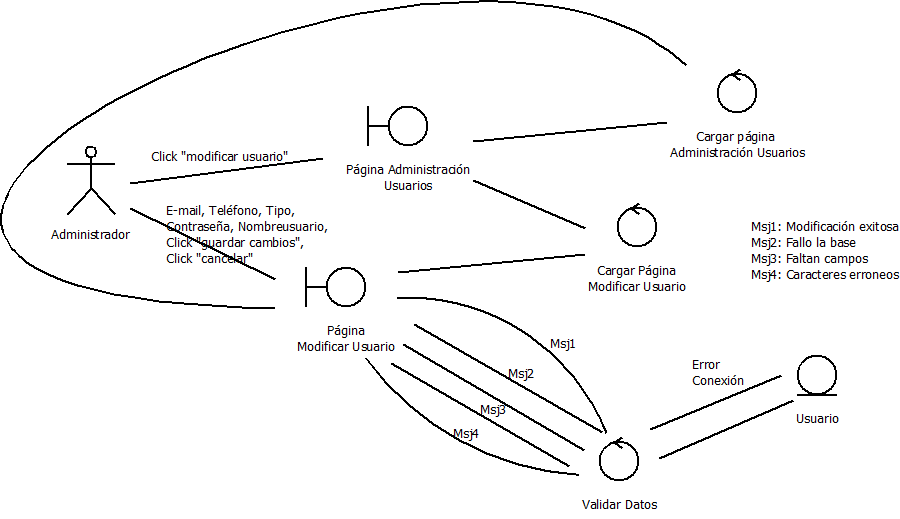 Cargar página
Administración Usuarios
Click "modificar usuario"
Página Administración
Usuarios
Administrador
E-mail, Teléfono, Tipo,
Contraseña, Nombreusuario,
Click "guardar cambios",
Click "cancelar"
Cargar Página
Modificar Usuario
Msj1: Modificación exitosa
Msj2: Fallo la base
Msj3: Faltan campos
Msj4: Caracteres erroneos
Página
Modificar Usuario
Msj1
Msj2
Msj3
Msj4
Error
Conexión
Usuario
Validar Datos